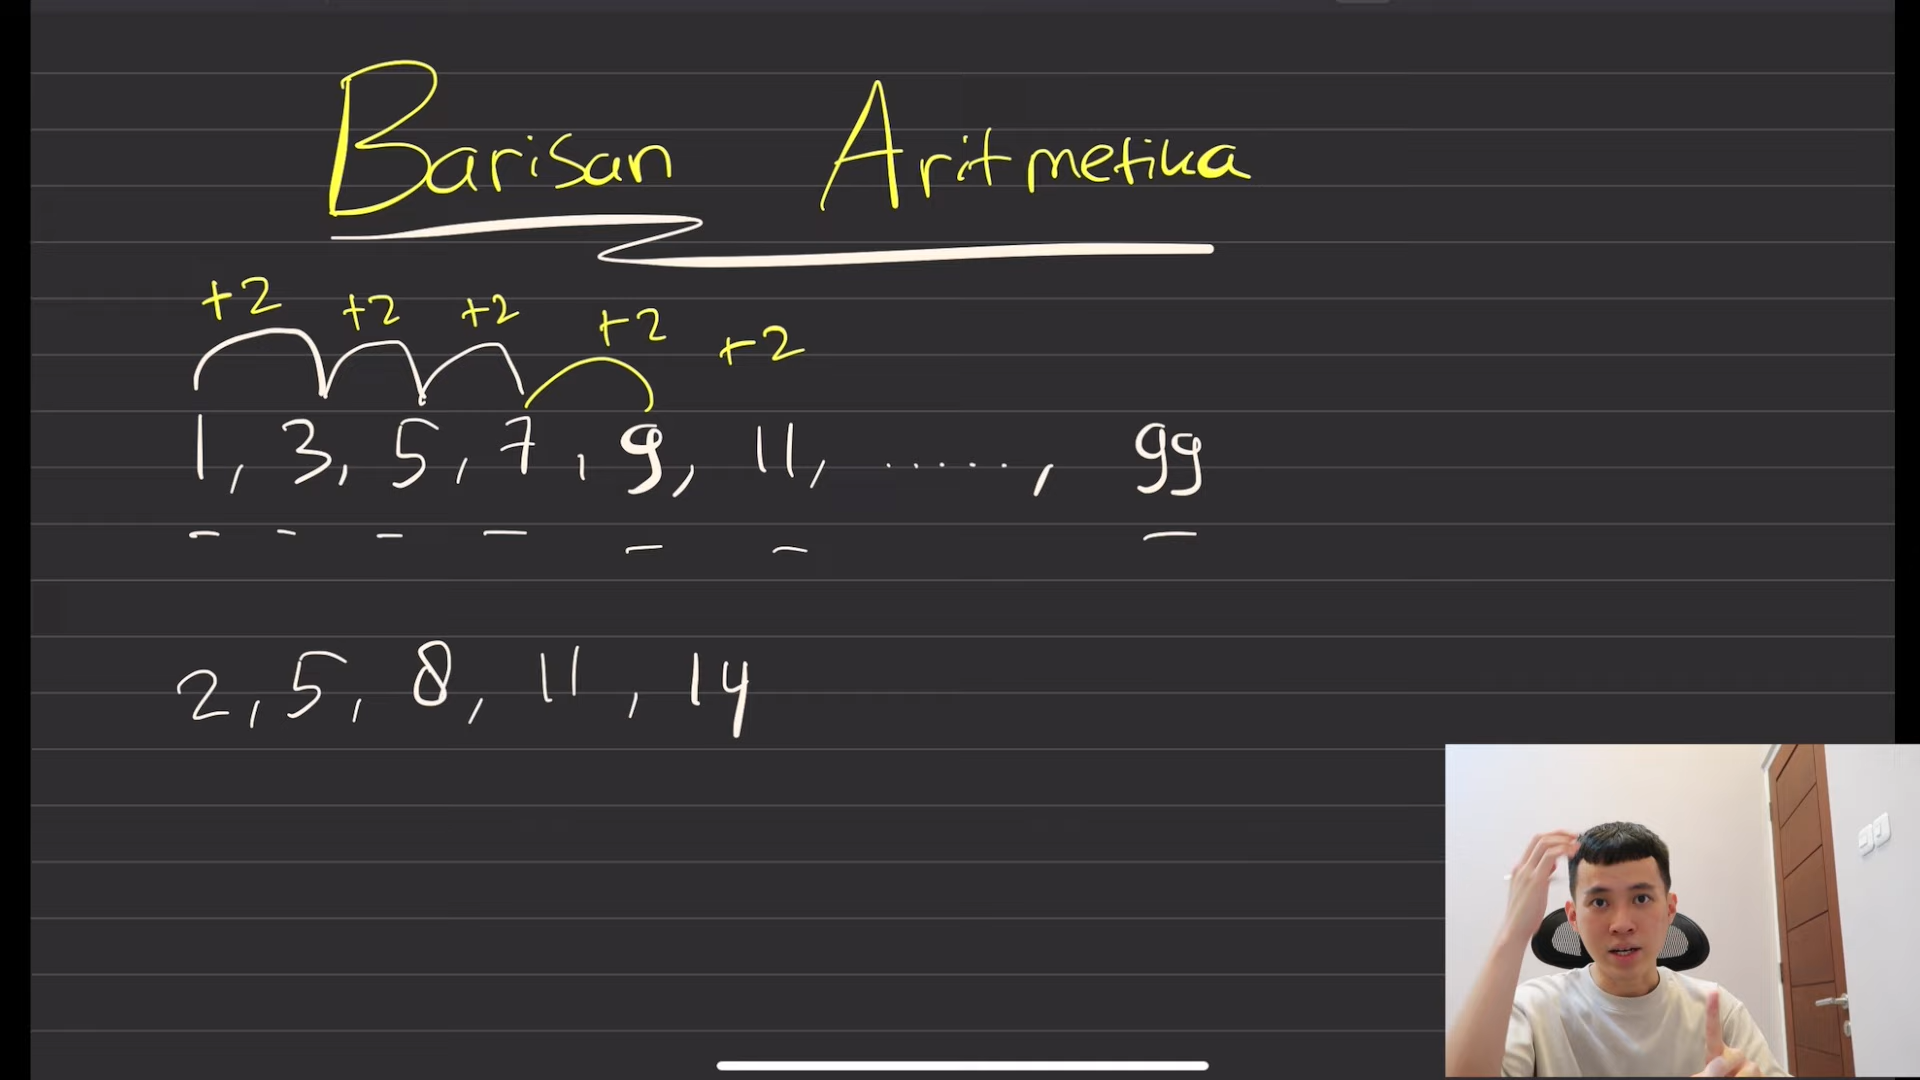 Barisan Aritmetika
+2 +2 +2 +2 +2
1, 3, 5, 7, 9, 11, ....., 99
2, 5, 8, 11, 14